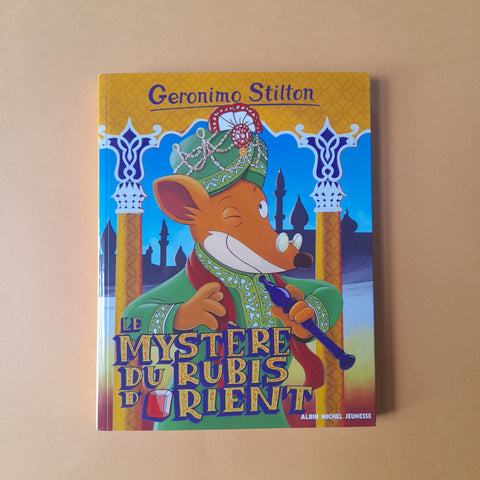 Geronimo Stilton
LE
MYSTÈRE
DU RUBIS
D'ORIENT
ALBIN MICHEL JEUNESSE